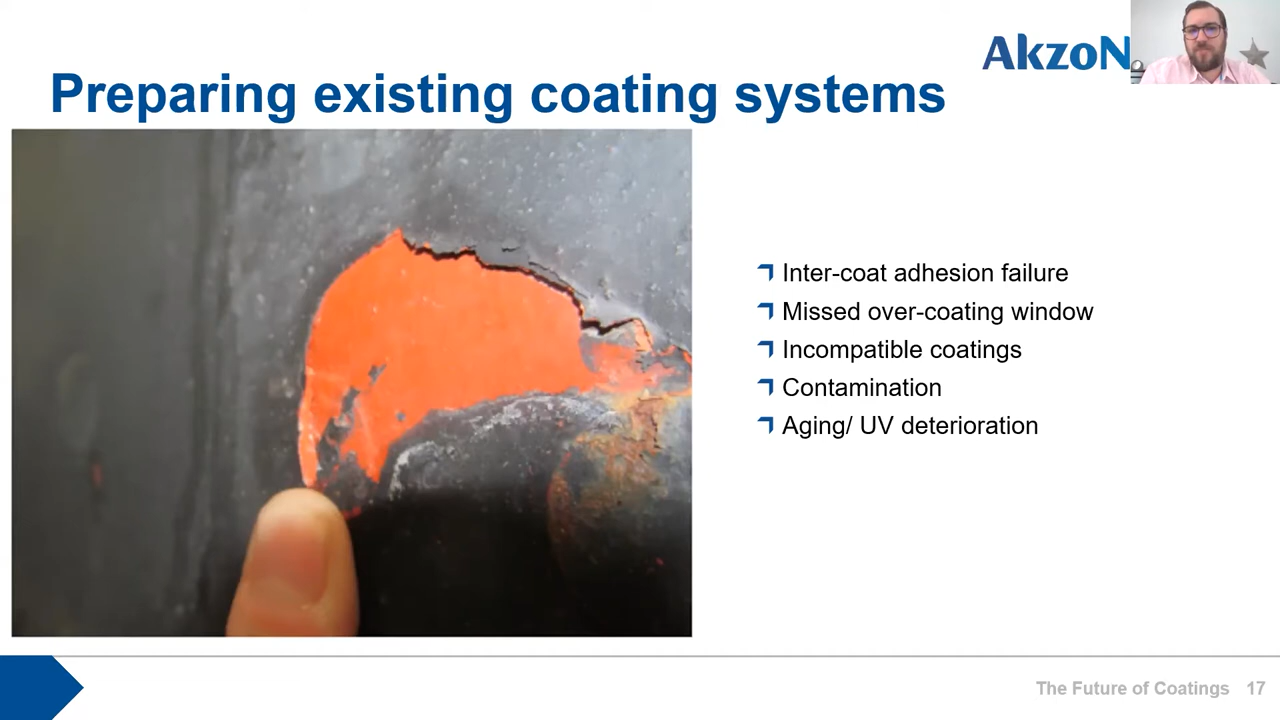 AkzoN
Preparing existing coating systems
Inter-coat adhesion failure
Missed over-coating window
Incompatible coatings
Contamination
Aging/ UV deterioration
The Future of Coatings 17